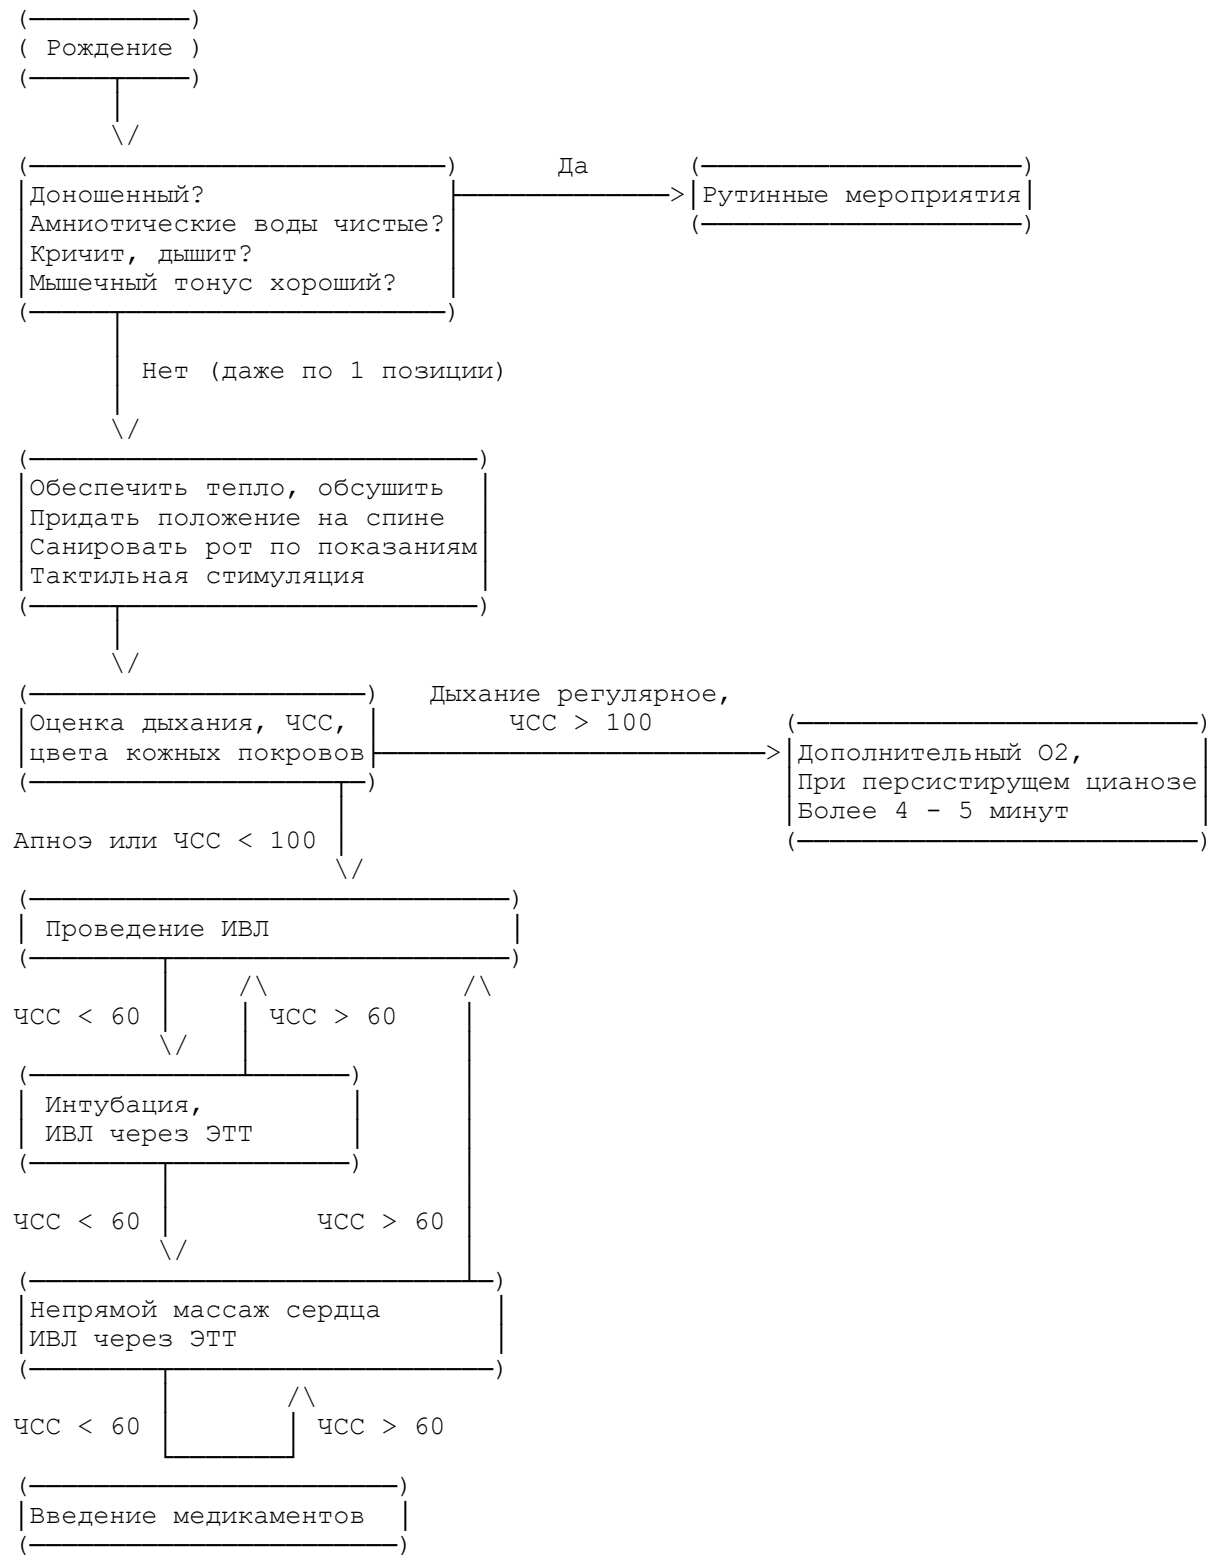 Рождение
Да
Доношенный?
Рутинные мероприятия
Амниотические воды чистые?
Кричит, дышит?
Мышечный тонус хороший?
Нет (даже по 1 позиции)
Обеспечить тепло, обсушить
Придать положение на спине
Санировать рот по показаниям
Тактильная стимуляция
Дыхание регулярное,
ЧСС > 100
Оценка дыхания, ЧСС,
цвета кожных покровов
Дополнительный О2,
При персистирущем цианозе
Более 4 - 5 минут
Апноэ или ЧСС < 100
Проведение ИВЛ
ЧСС < 60
ЧСС > 60
Интубация,
ИВЛ через ЭТТ
ЧСС < 60
ЧСС > 60
Непрямой массаж сердца
ИВЛ через ЭТТ
ЧСС < 60
ЧСС > 60
Введение медикаментов